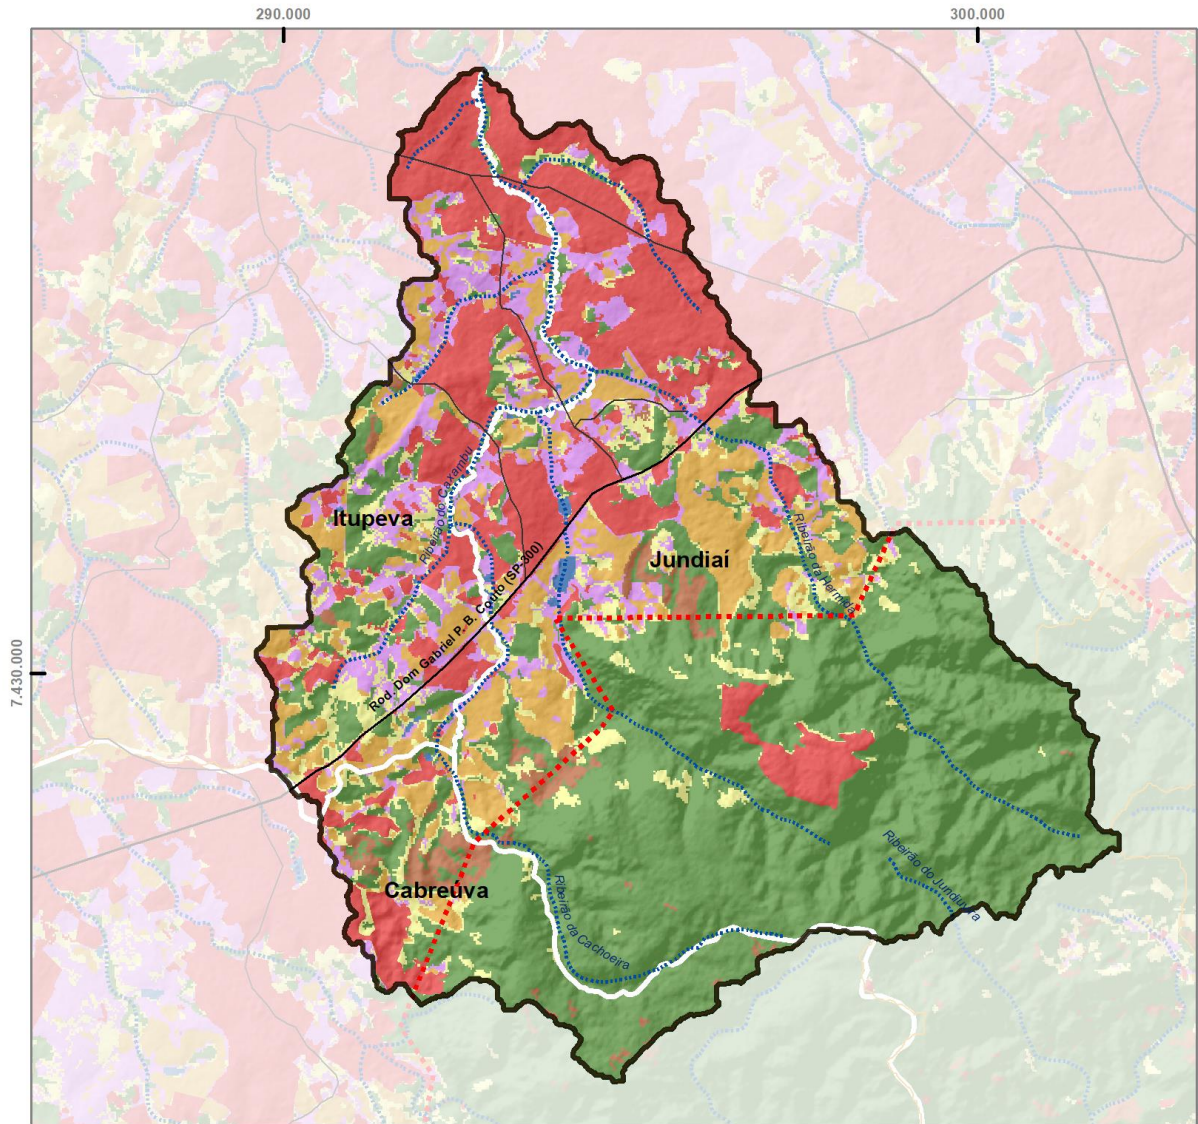 290.000
300.000
7.430.000
Itupeva
Ribeirão do Caxambu
Rod. Dom Gabriel P. B. Couto (SP-300)
Jundiaí
Ribeirão da Hermida
Cabreúva
Ribeirão da Cachoeira
Ribeirão do Jundiuvira